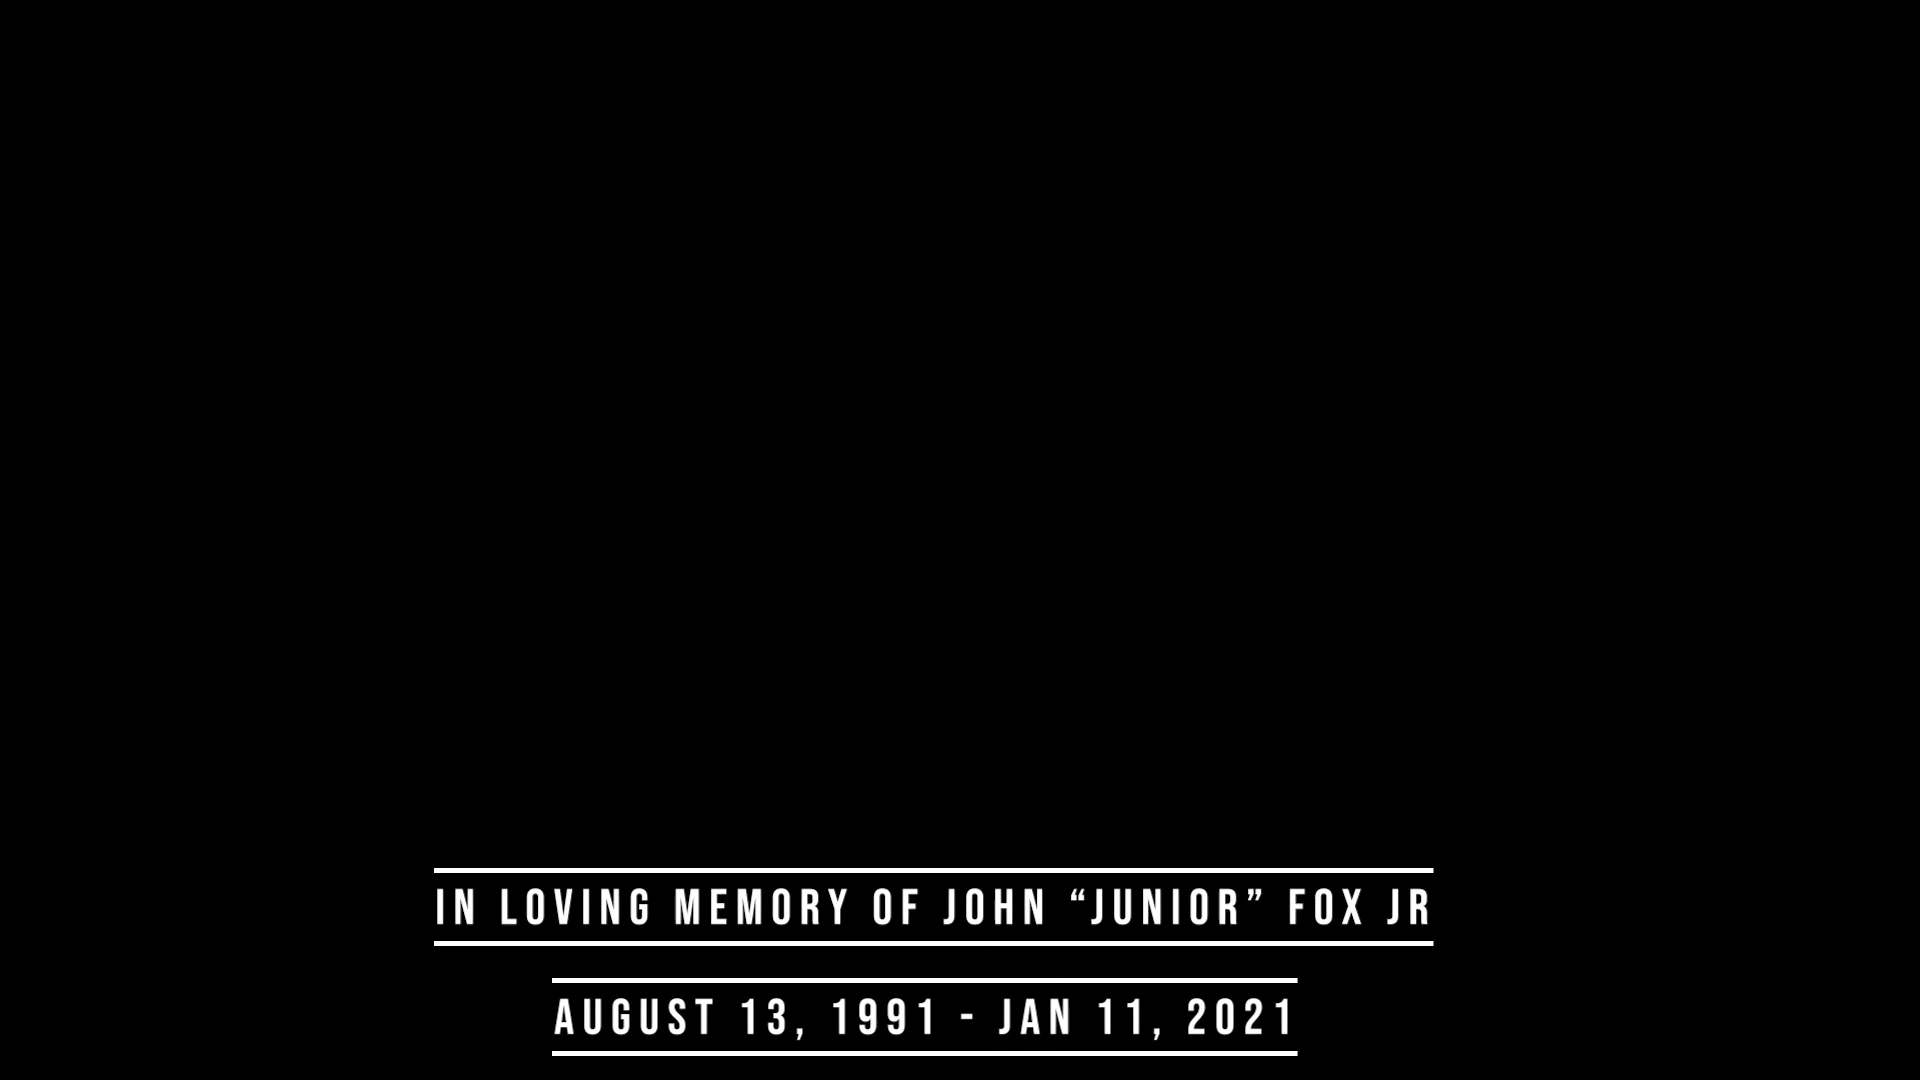 IN LOVING MEMORY OF JOHN “JUNIOR” FOX JR
AUGUST 13, 1991 - JAN 11, 2021